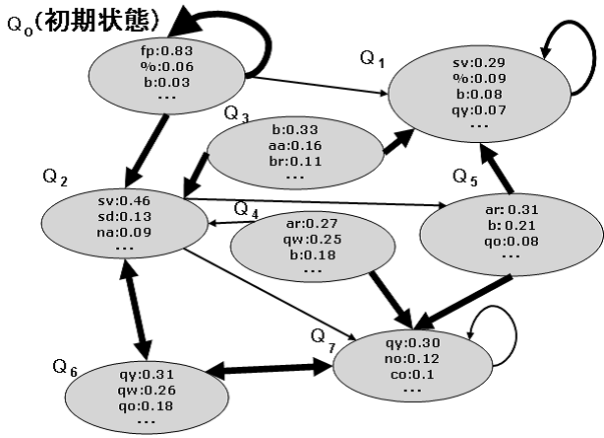 Q₀(初期状態)
fp:0.83
%:0.06
b:0.03
...
Q₁
sv:0.29
%:0.09
b:0.08
qy:0.07
...
Q₃
b:0.33
aa:0.16
br:0.11
...
Q₂
sv:0.46
sd:0.13
na:0.09
...
Q₄
ar:0.27
qw:0.25
b:0.18
...
Q₅
ar:0.31
b:0.21
qo:0.08
...
Q₆
qy:0.31
qw:0.26
qo:0.18
...
Q₇
qy:0.30
no:0.12
co:0.1
...